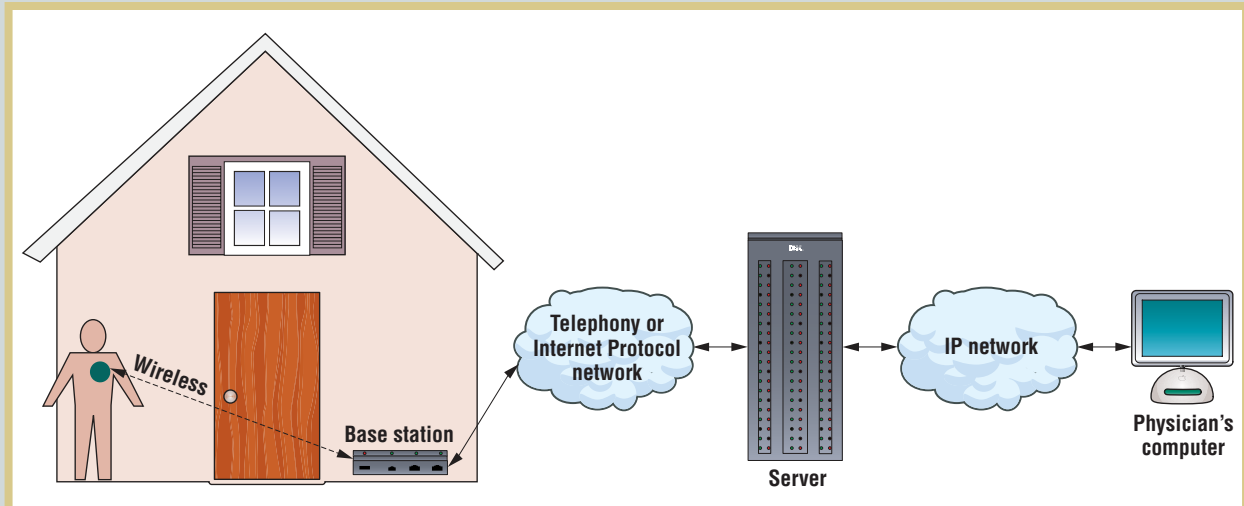 Wireless
Base station
Telephony or
Internet Protocol
network
Server
IP network
Physician's
computer